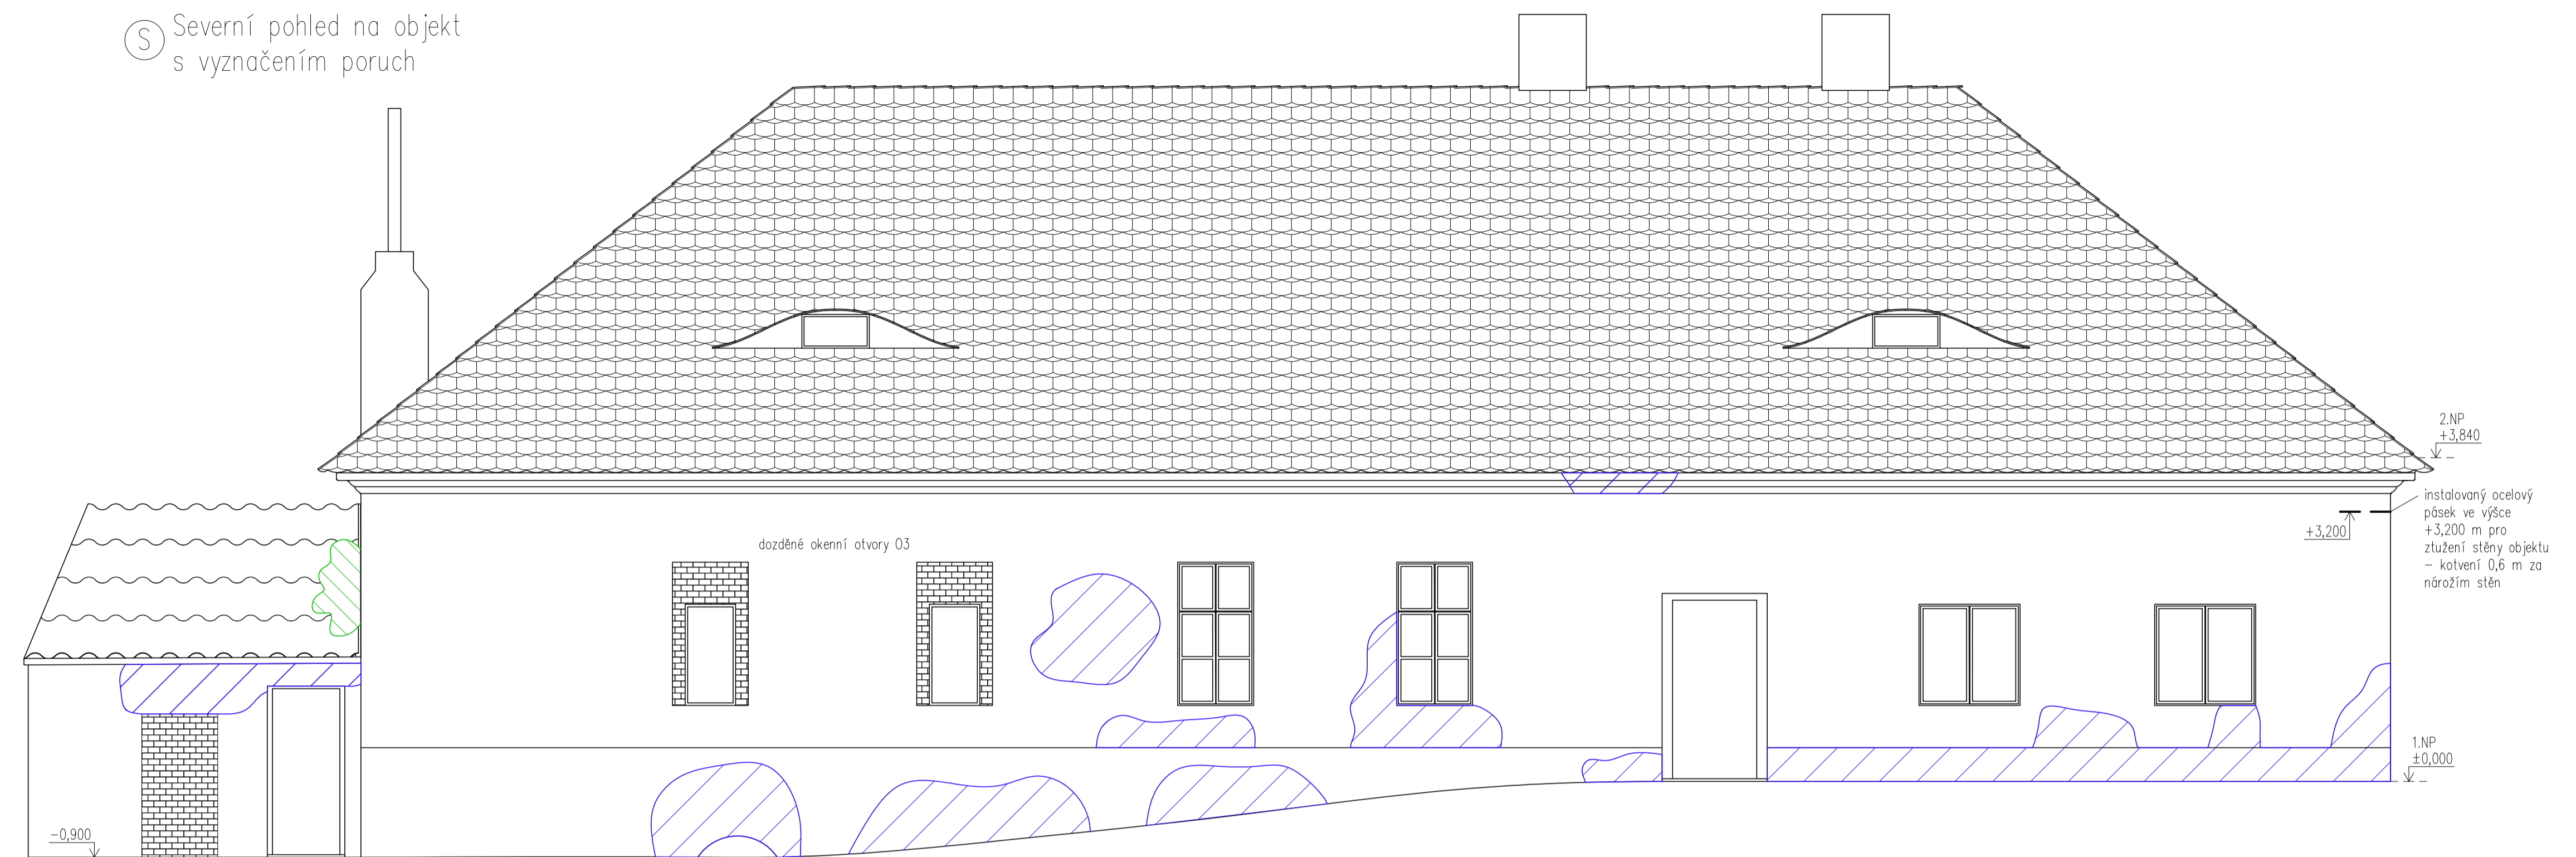 S
Severní pohled na objekt
s vyznačením poruch
2.NP
+3,840
instalovaný ocelový
pásek ve výšce
+3,200 m pro
ztužení stěny objektu
– kotvení 0,6 m za
nárožím stěn
+3,200
dozděné okenní otvory O3
1.NP
±0,000
-0,900